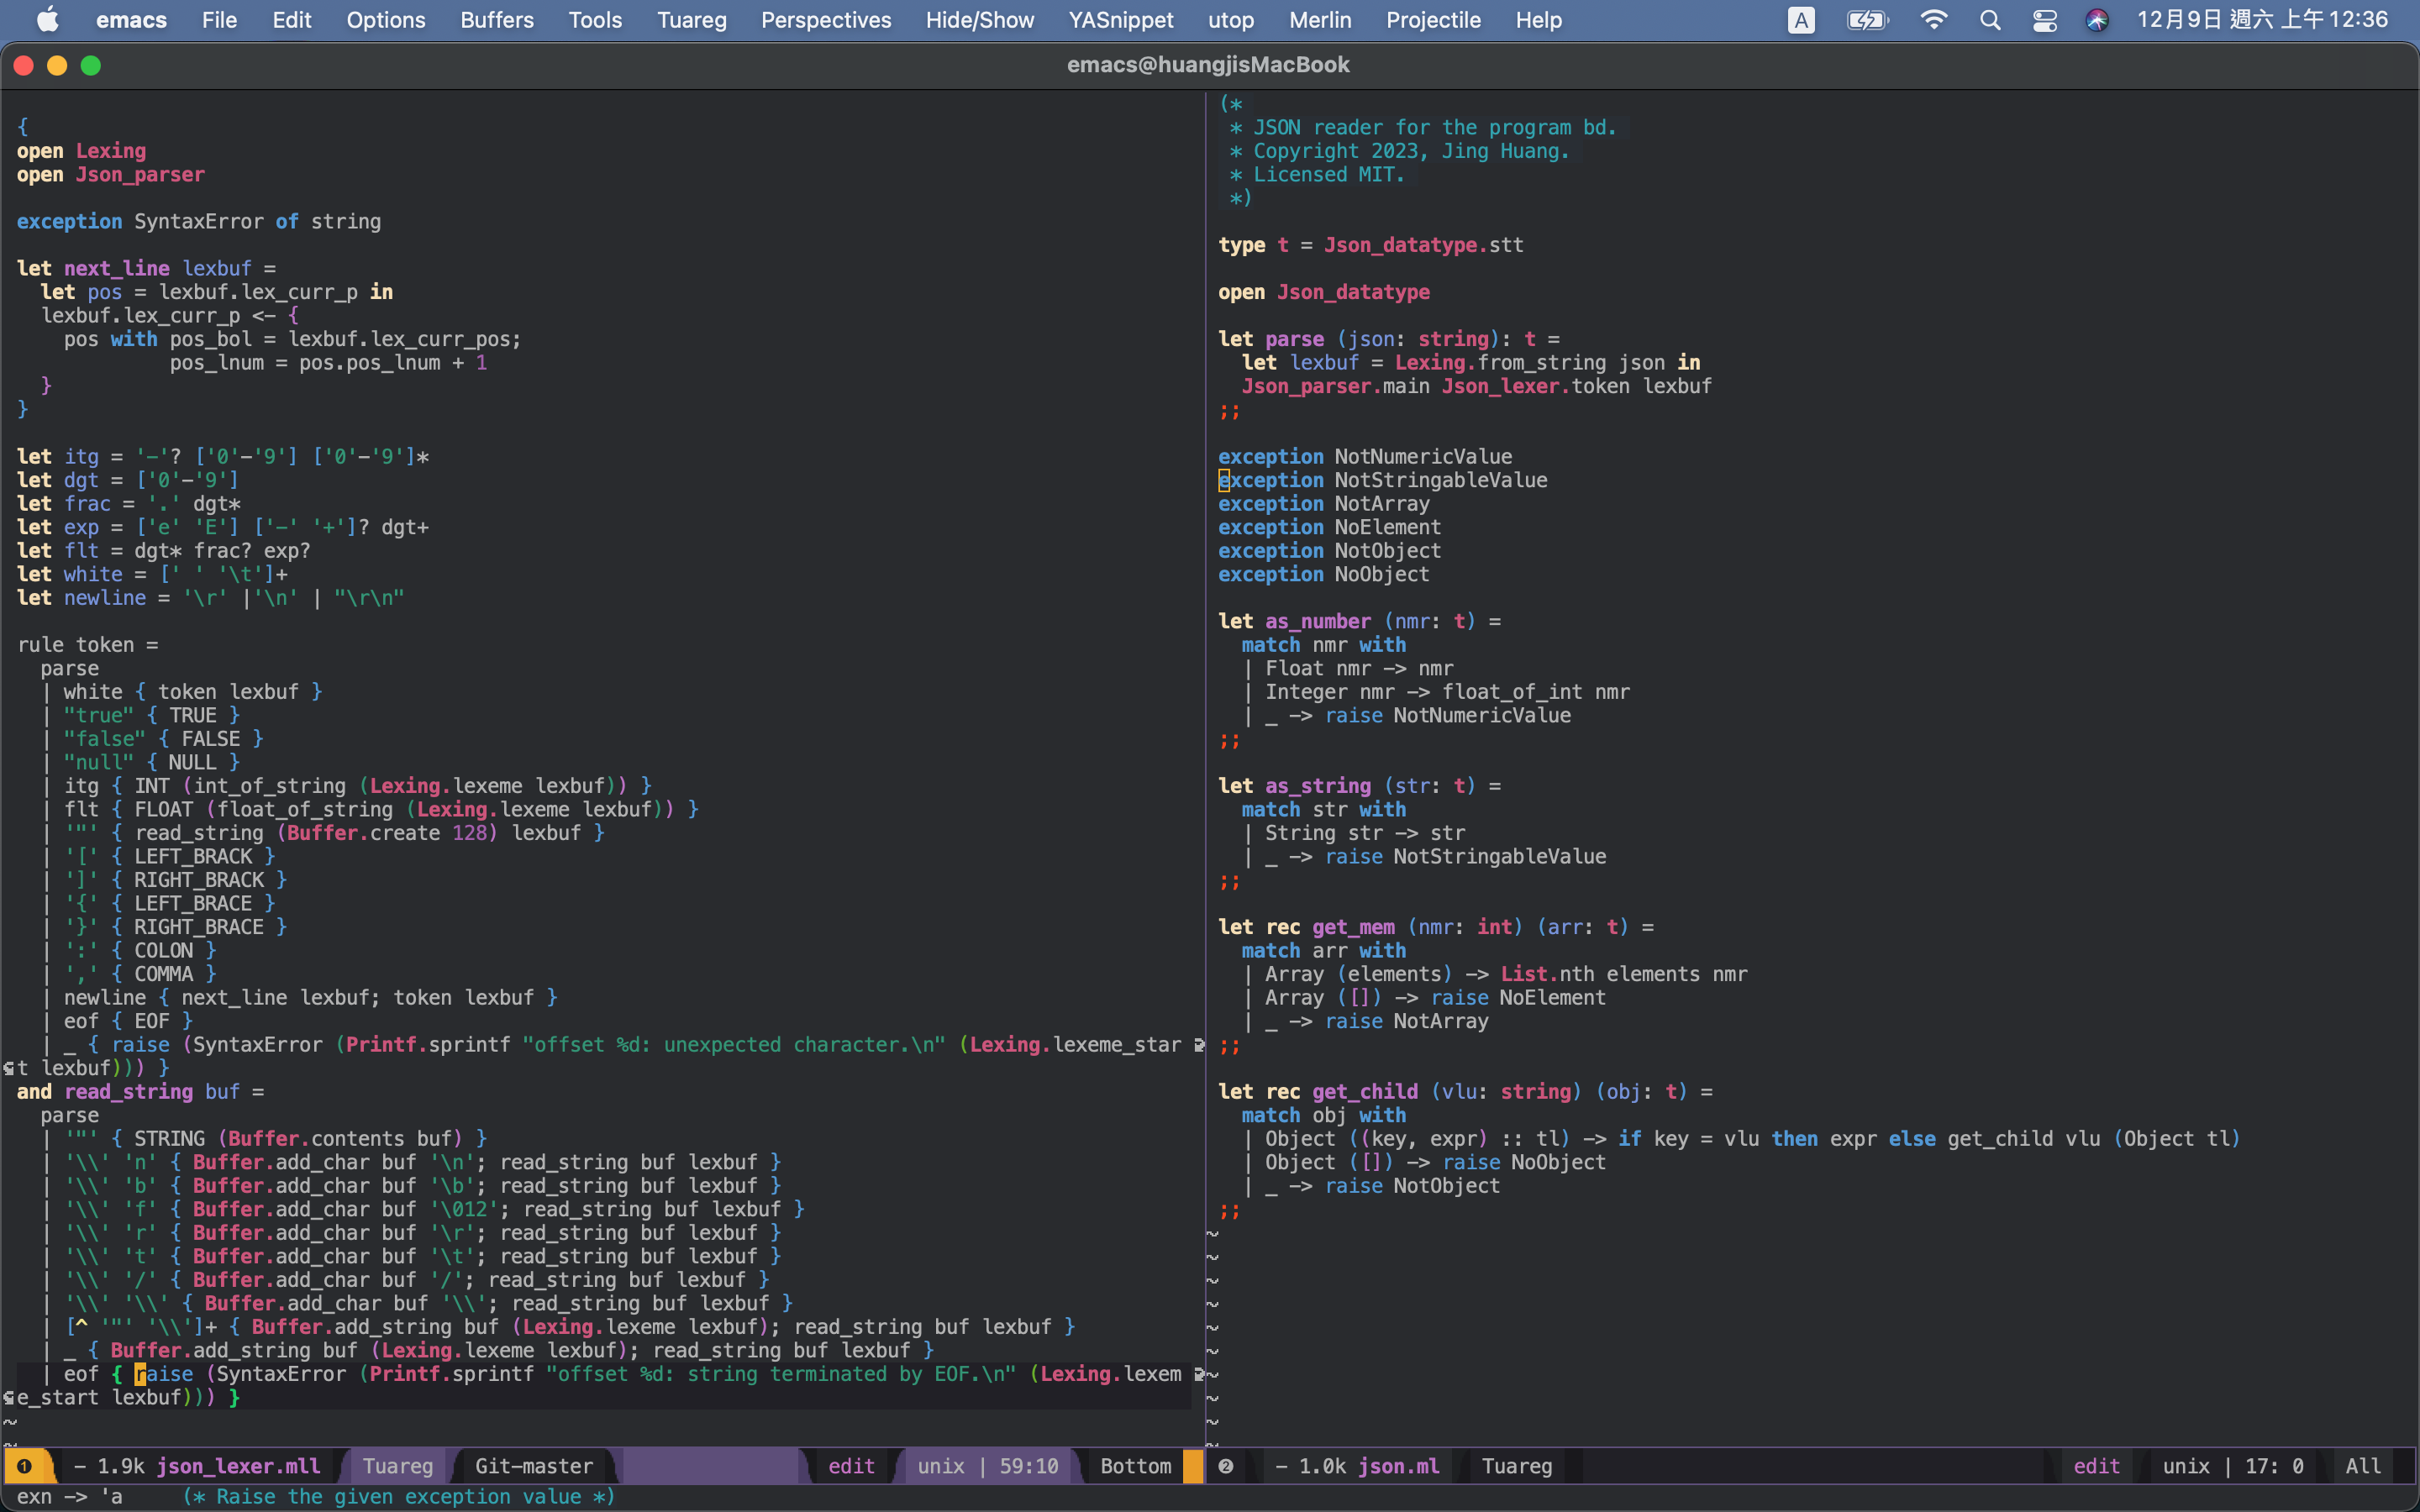 emacs File Edit Options Buffers Tools Tuareg Perspectives Hide/Show YASnippet utop Merlin Projectile Help A 12月9日 週六 上午 12:36
emacs@huangjisMacBook
{
open Lexing
open Json_parser

exception SyntaxError of string

let next_line lexbuf =
  let pos = lexbuf.lex_curr_p in
  lexbuf.lex_curr_p <- {
    pos with pos_bol = lexbuf.lex_curr_pos;
             pos_lnum = pos.pos_lnum + 1
  }
}

let itg = '-'? ['0'-'9'] ['0'-'9']*
let dgt = ['0'-'9']
let frac = '.' dgt*
let exp = ['e' 'E'] ['-' '+']? dgt+
let flt = dgt* frac? exp?
let white = [' ' '\t']+
let newline = '\r' |'\n' | "\r\n"

rule token =
  parse
  | white { token lexbuf }
  | "true" { TRUE }
  | "false" { FALSE }
  | "null" { NULL }
  | itg { INT (int_of_string (Lexing.lexeme lexbuf)) }
  | flt { FLOAT (float_of_string (Lexing.lexeme lexbuf)) }
  | '"' { read_string (Buffer.create 128) lexbuf }
  | '[' { LEFT_BRACK }
  | ']' { RIGHT_BRACK }
  | '{' { LEFT_BRACE }
  | '}' { RIGHT_BRACE }
  | ':' { COLON }
  | ',' { COMMA }
  | newline { next_line lexbuf; token lexbuf }
  | eof { EOF }
  | _ { raise (SyntaxError (Printf.sprintf "offset %d: unexpected character.\n" (Lexing.lexeme_star
t lexbuf))) }
and read_string buf =
  parse
  | '"' { STRING (Buffer.contents buf) }
  | '\\' 'n' { Buffer.add_char buf '\n'; read_string buf lexbuf }
  | '\\' 'b' { Buffer.add_char buf '\b'; read_string buf lexbuf }
  | '\\' 'f' { Buffer.add_char buf '\012'; read_string buf lexbuf }
  | '\\' 'r' { Buffer.add_char buf '\r'; read_string buf lexbuf }
  | '\\' 't' { Buffer.add_char buf '\t'; read_string buf lexbuf }
  | '\\' '/' { Buffer.add_char buf '/'; read_string buf lexbuf }
  | '\\' '\\' { Buffer.add_char buf '\\'; read_string buf lexbuf }
  | [^ '"' '\\']+ { Buffer.add_string buf (Lexing.lexeme lexbuf); read_string buf lexbuf }
  | _ { Buffer.add_string buf (Lexing.lexeme lexbuf); read_string buf lexbuf }
  | eof { raise (SyntaxError (Printf.sprintf "offset %d: string terminated by EOF.\n" (Lexing.lexem
e_start lexbuf))) }
~
~
(*
 * JSON reader for the program bd.
 * Copyright 2023, Jing Huang.
 * Licensed MIT.
 *)

type t = Json_datatype.stt

open Json_datatype

let parse (json: string): t =
  let lexbuf = Lexing.from_string json in
  Json_parser.main Json_lexer.token lexbuf
;;

exception NotNumericValue
exception NotStringableValue
exception NotArray
exception NoElement
exception NotObject
exception NoObject

let as_number (nmr: t) =
  match nmr with
  | Float nmr -> nmr
  | Integer nmr -> float_of_int nmr
  | _ -> raise NotNumericValue
;;

let as_string (str: t) =
  match str with
  | String str -> str
  | _ -> raise NotStringableValue
;;

let rec get_mem (nmr: int) (arr: t) =
  match arr with
  | Array (elements) -> List.nth elements nmr
  | Array ([]) -> raise NoElement
  | _ -> raise NotArray
;;

let rec get_child (vlu: string) (obj: t) =
  match obj with
  | Object ((key, expr) :: tl) -> if key = vlu then expr else get_child vlu (Object tl)
  | Object ([]) -> raise NoObject
  | _ -> raise NotObject
;;
~
~
~
~
~
~
~
~
~
~
❶ - 1.9k json_lexer.mll Tuareg Git-master edit unix | 59:10 Bottom
❷ - 1.0k json.ml Tuareg edit unix | 17: 0 All
exn -> 'a (* Raise the given exception value *)